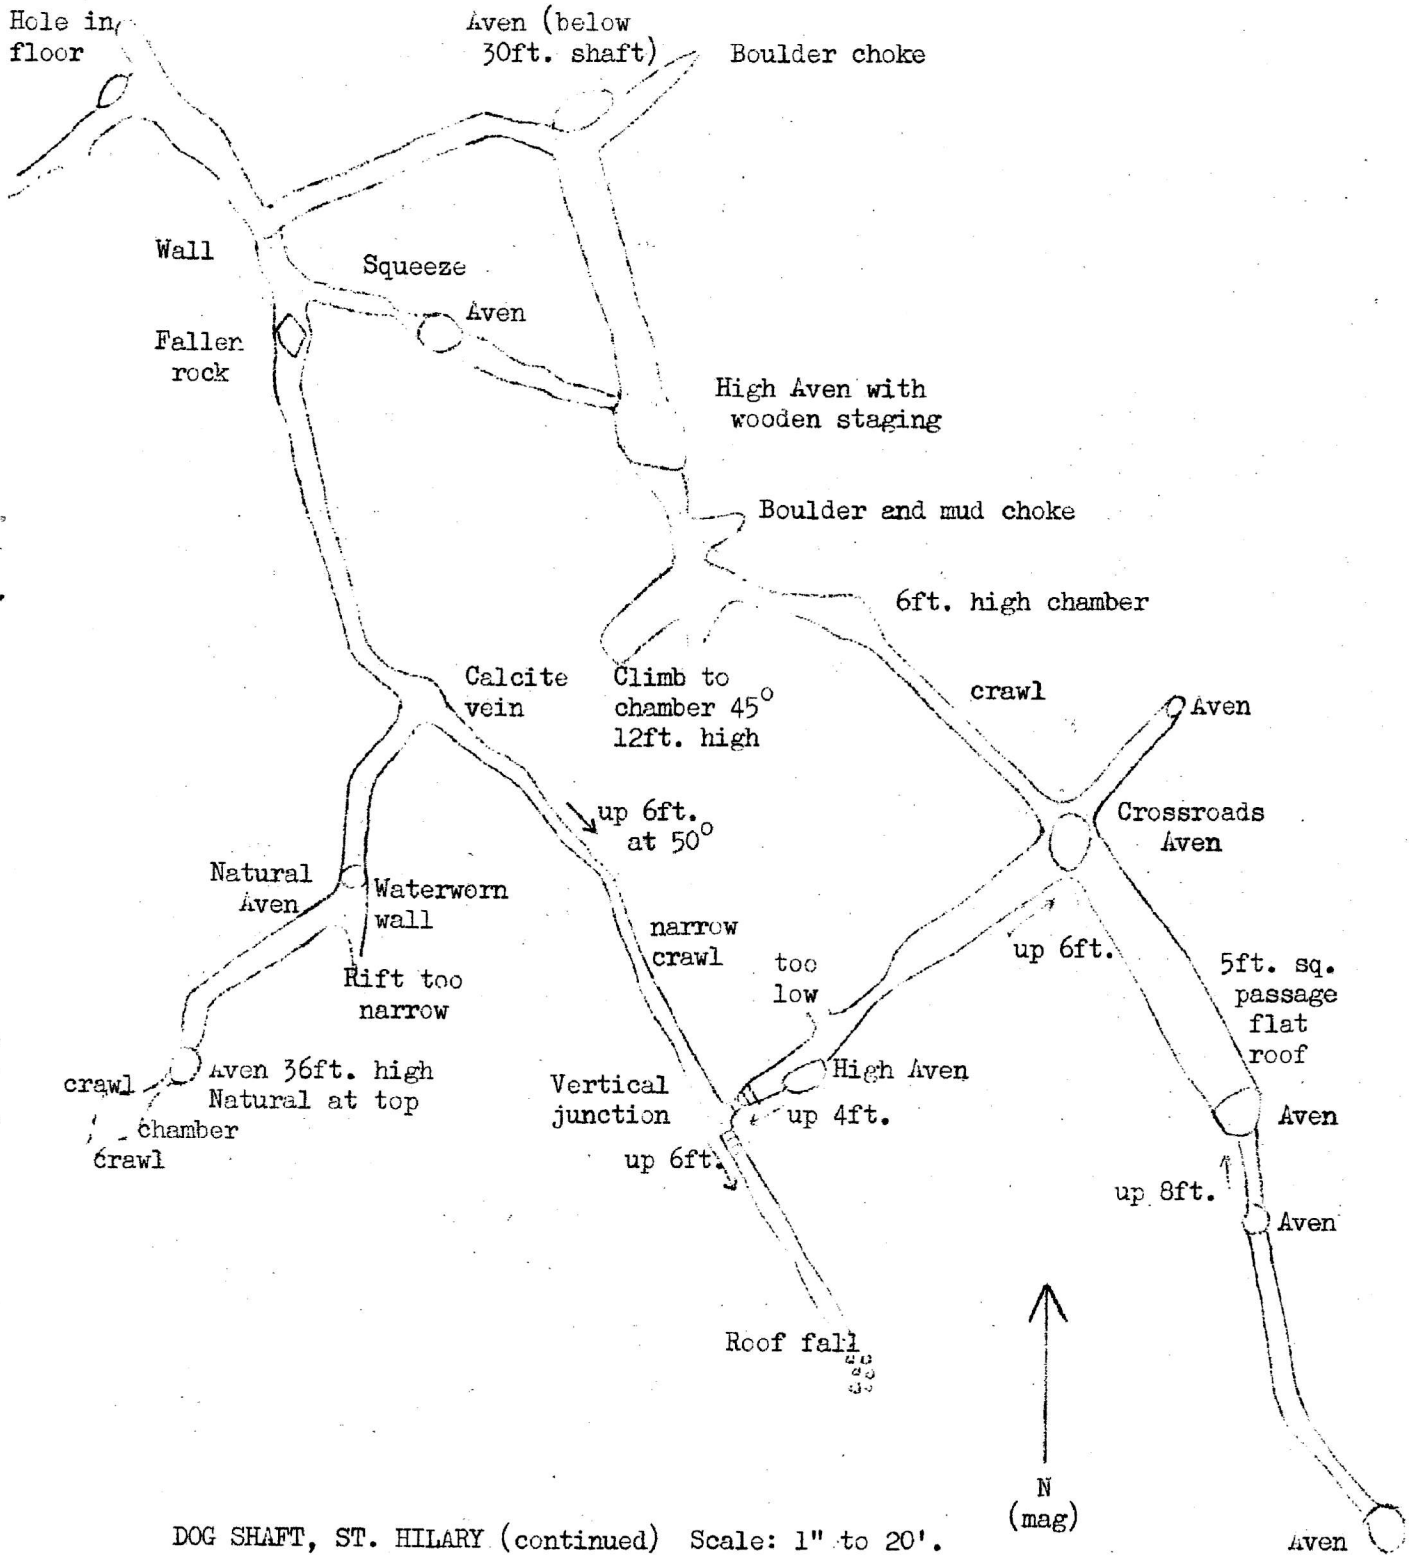 Hole in
floor
Aven (below
30ft. shaft)
Boulder choke
Wall
Squeeze
Aven
Fallen
rock
High Aven with
wooden staging
Boulder and mud choke
6ft. high chamber
Calcite
vein
Climb to
chamber 45°
12ft. high
crawl
Aven
up 6ft.
at 50°
Crossroads
Aven
Natural
Aven
Waterworn
wall
narrow
crawl
too
low
up 6ft.
5ft. sq.
passage
flat
roof
Rift too
narrow
crawl
Aven 36ft. high
Natural at top
chamber
crawl
Vertical
junction
High Aven
up 4ft.
Aven
up 6ft.
up 8ft.
Aven
Roof fall
N
(mag)
DOG SHAFT, ST. HILARY (continued) Scale: 1" to 20'.
Aven